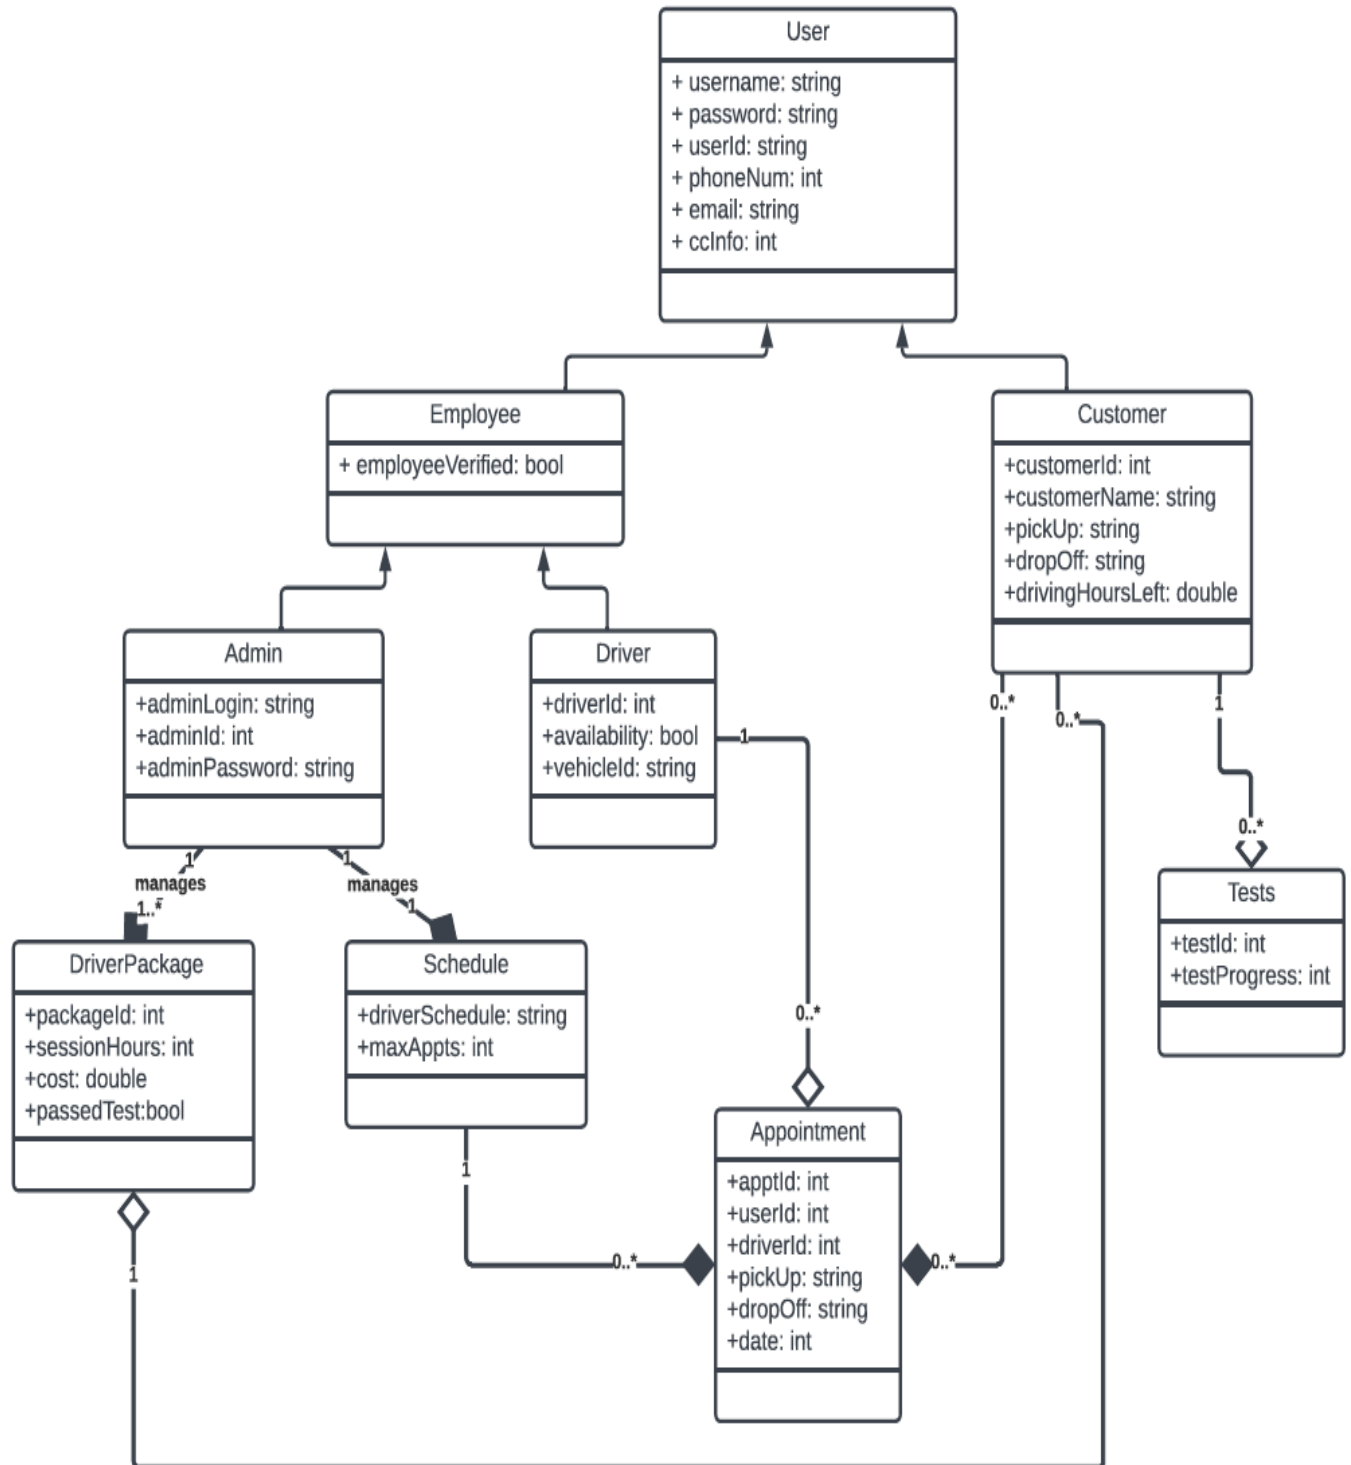 User
+ username: string
+ password: string
+ userId: string
+ phoneNum: int
+ email: string
+ ccInfo: int
Employee
+ employeeVerified: bool
Customer
+customerId: int
+customerName: string
+pickUp: string
+dropOff: string
+drivingHoursLeft: double
Admin
+adminLogin: string
+adminId: int
+adminPassword: string
Driver
+driverId: int
+availability: bool
+vehicleId: string
1
0..*
0..*
1
1
manages
1..*
1
manages
1
0..*
DriverPackage
+packageId: int
+sessionHours: int
+cost: double
+passedTest:bool
Schedule
+driverSchedule: string
+maxAppts: int
Tests
+testId: int
+testProgress: int
0..*
Appointment
+apptId: int
+userId: int
+driverId: int
+pickUp: string
+dropOff: string
+date: int
1
0..*
0..*
1